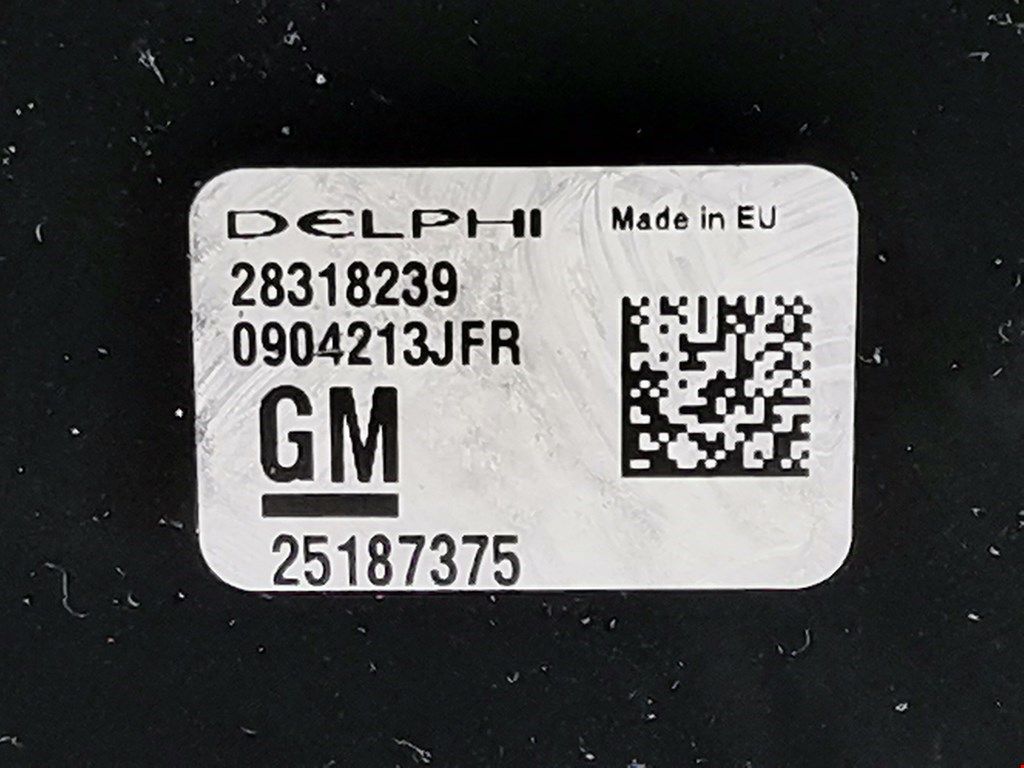 DELPHI
Made in EU
28318239
0904213JFR
GM
25187375